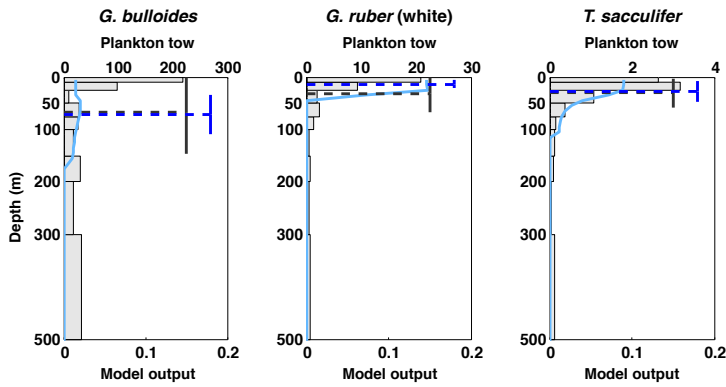 G. bulloides G. ruber (white) T. sacculifer
Plankton tow Plankton tow Plankton tow
0 100 200 300 0 10 20 30 0 2 4
0 0 0
50 50 50
100 100 100
200 200 200
300 300 300
500 500 500
0 0.1 0.2 0 0.1 0.2 0 0.1 0.2
Model output Model output Model output
Depth (m)